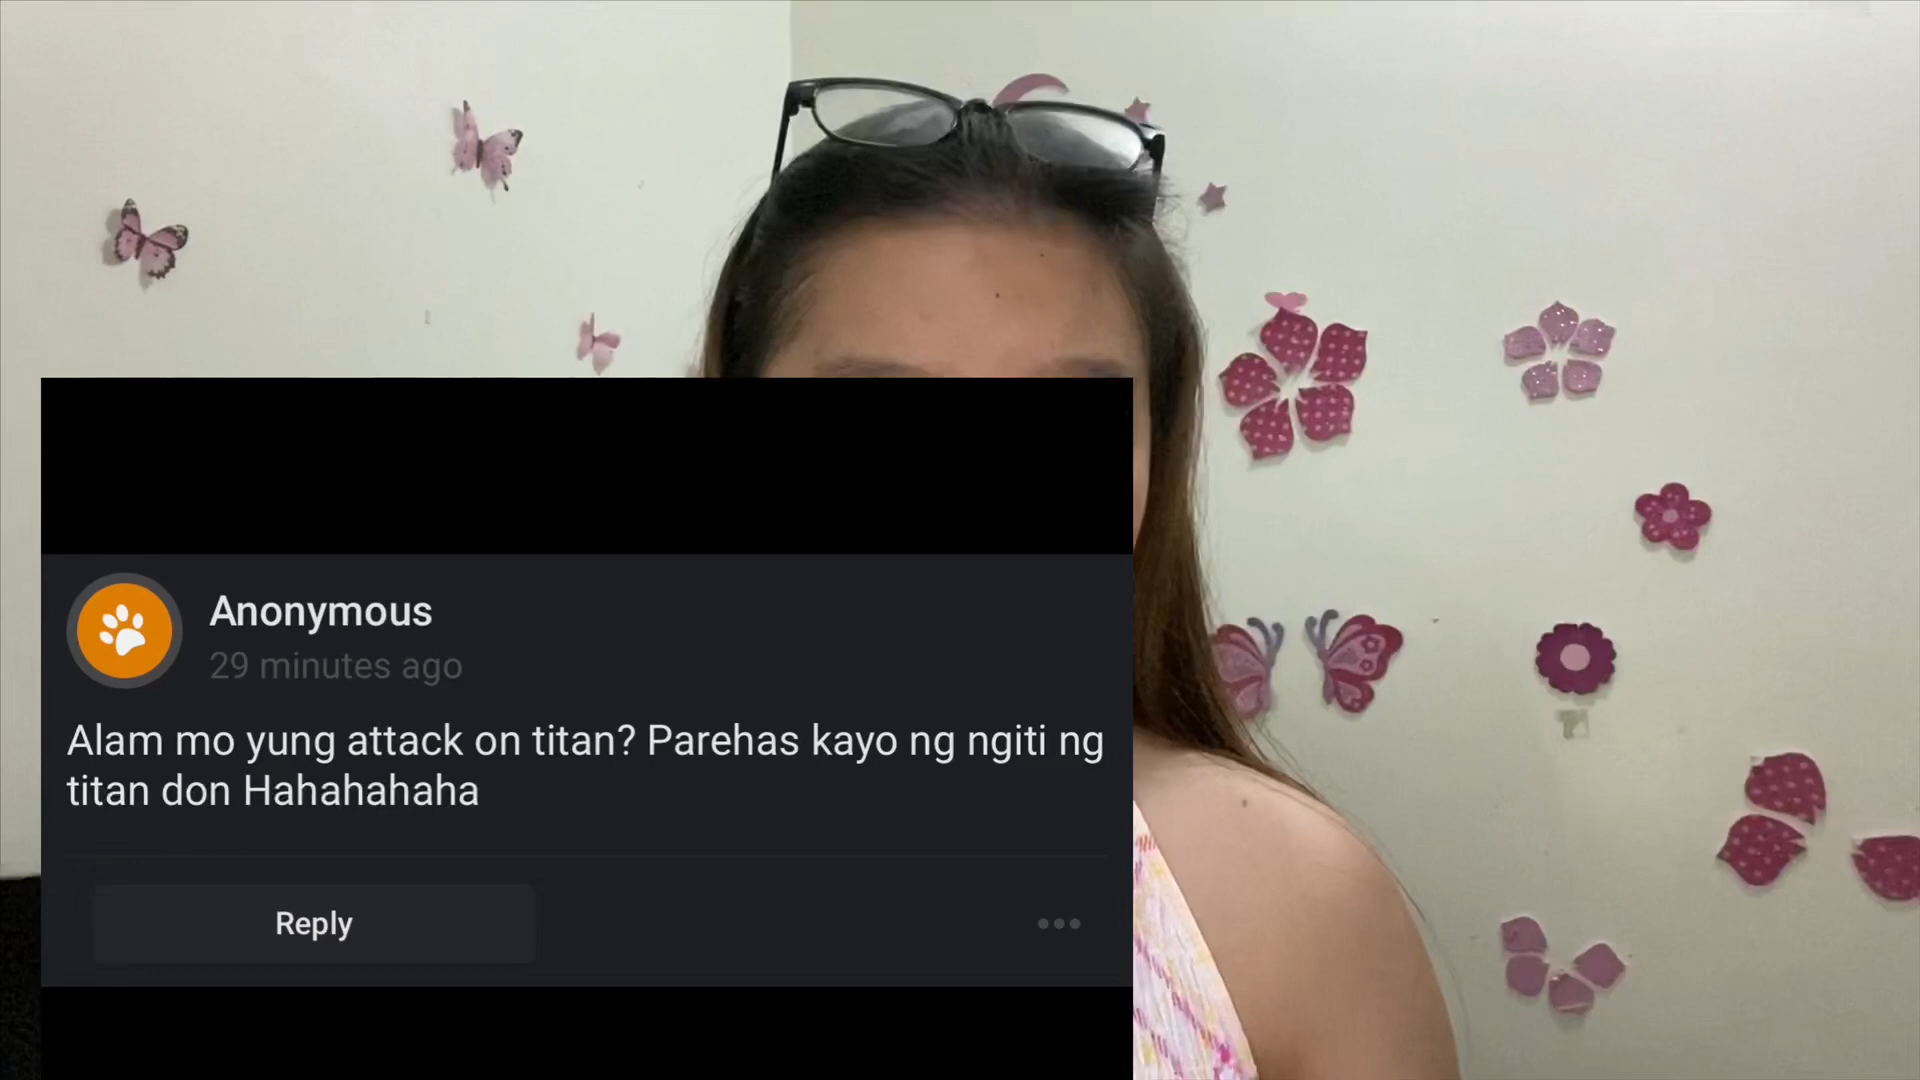 Anonymous
29 minutes ago
Alam mo yung attack on titan? Parehas kayo ng ngiti ng
titan don Hahahahaha
Reply